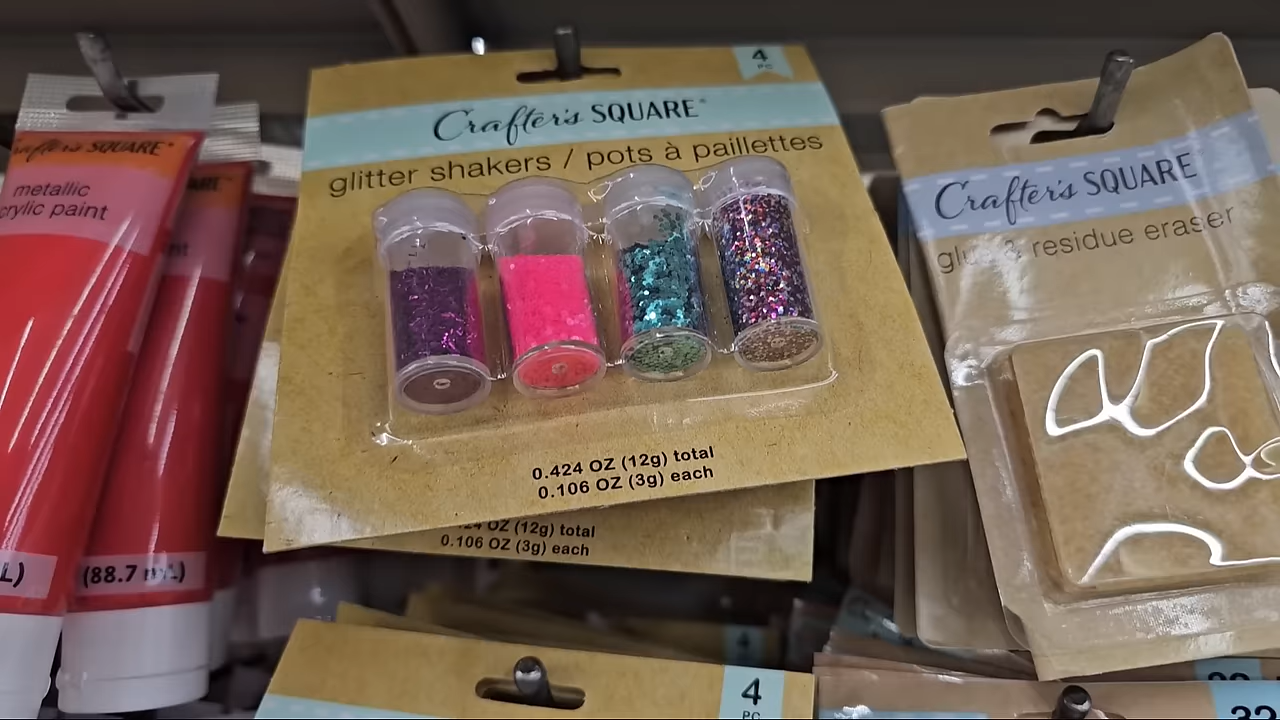 Crafter's SQUARE®
metallic
acrylic paint
L)
(88.7 mL)
4
PC
Crafter's SQUARE®
glitter shakers / pots à paillettes
0.424 OZ (12g) total
0.106 OZ (3g) each
OZ (12g) total
0.106 OZ (3g) each
4
PC
Crafter's SQUARE
glue & residue eraser
32